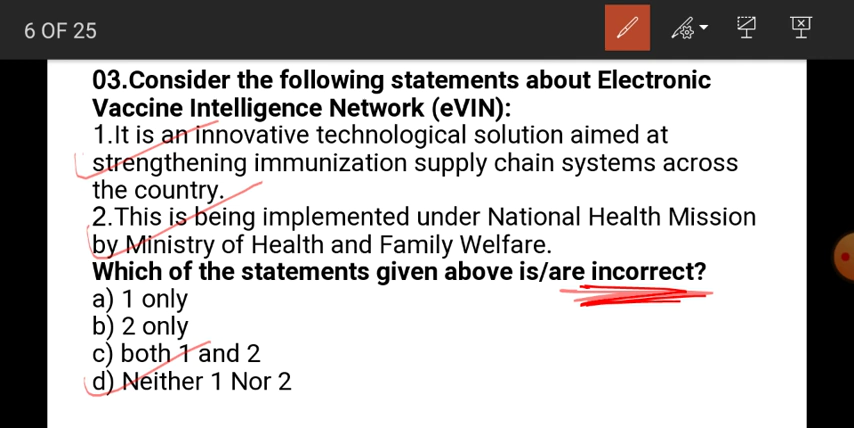 6 OF 25
03.Consider the following statements about Electronic
Vaccine Intelligence Network (eVIN):
1.It is an innovative technological solution aimed at
strengthening immunization supply chain systems across
the country.
2.This is being implemented under National Health Mission
by Ministry of Health and Family Welfare.
Which of the statements given above is/are incorrect?
a) 1 only
b) 2 only
c) both 1 and 2
d) Neither 1 Nor 2